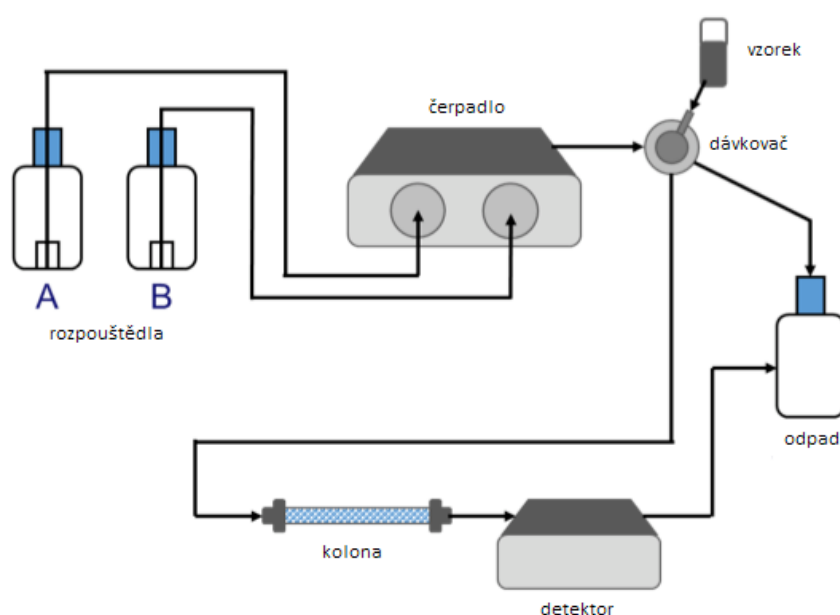 vzorek
čerpadlo
dávkovač
A
B
rozpouštědla
odpad
kolona
detektor